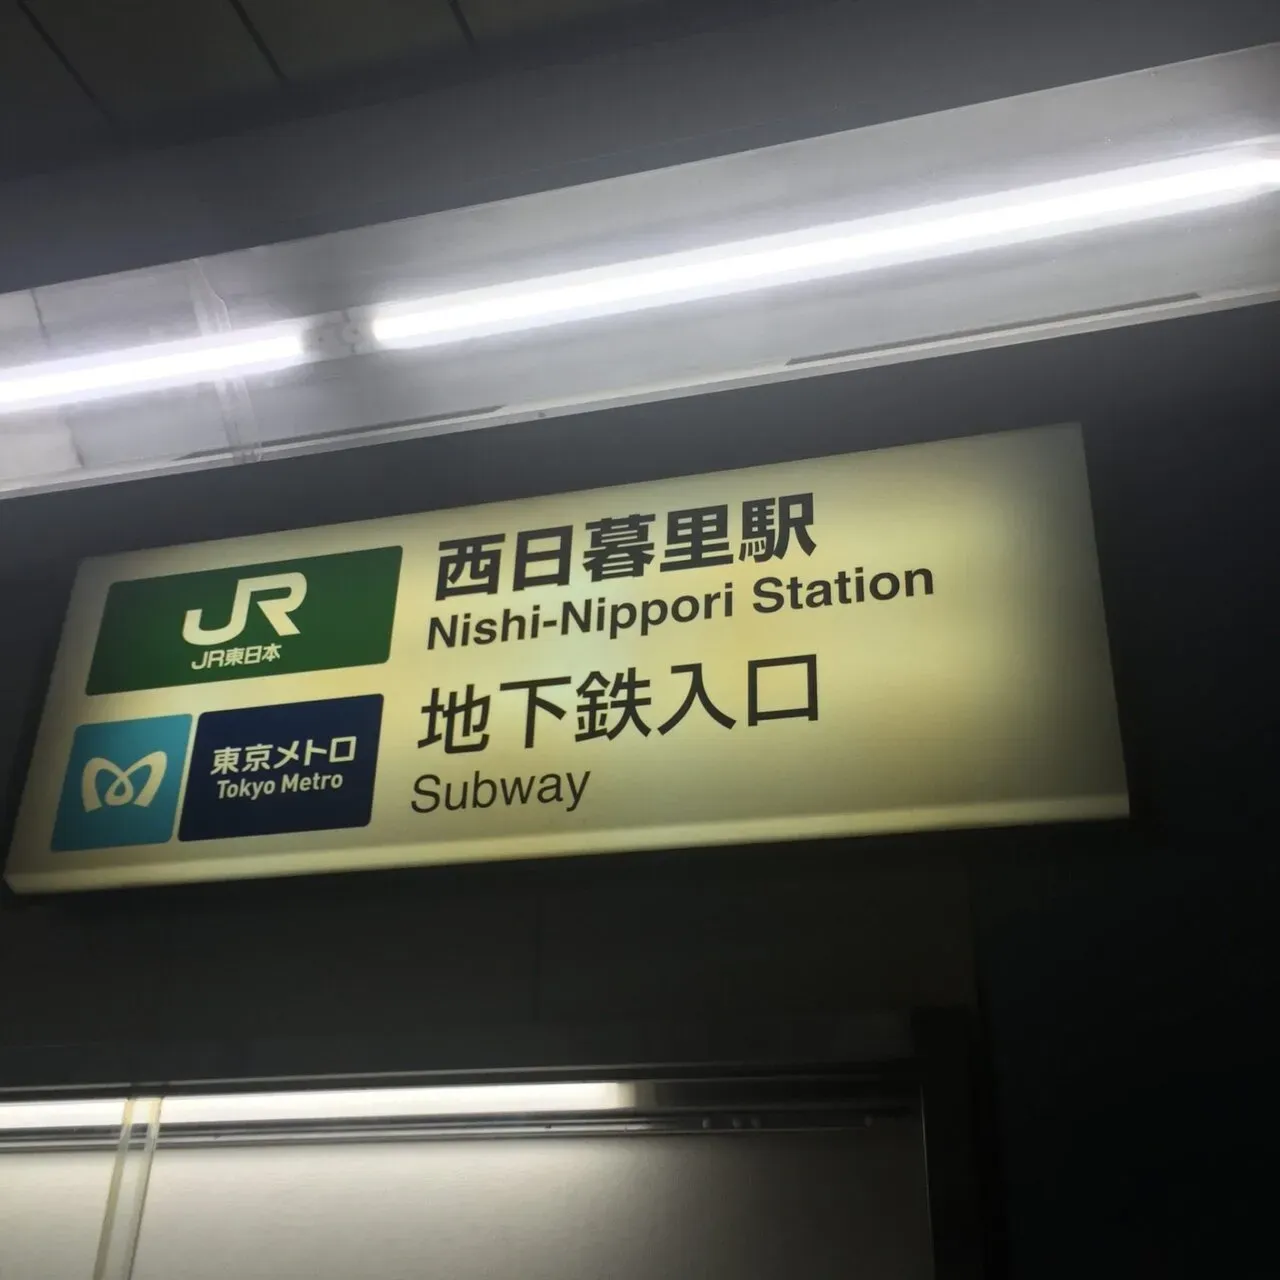 JR
JR東日本
西日暮里駅
Nishi-Nippori Station
東京メトロ
Tokyo Metro
地下鉄入口
Subway